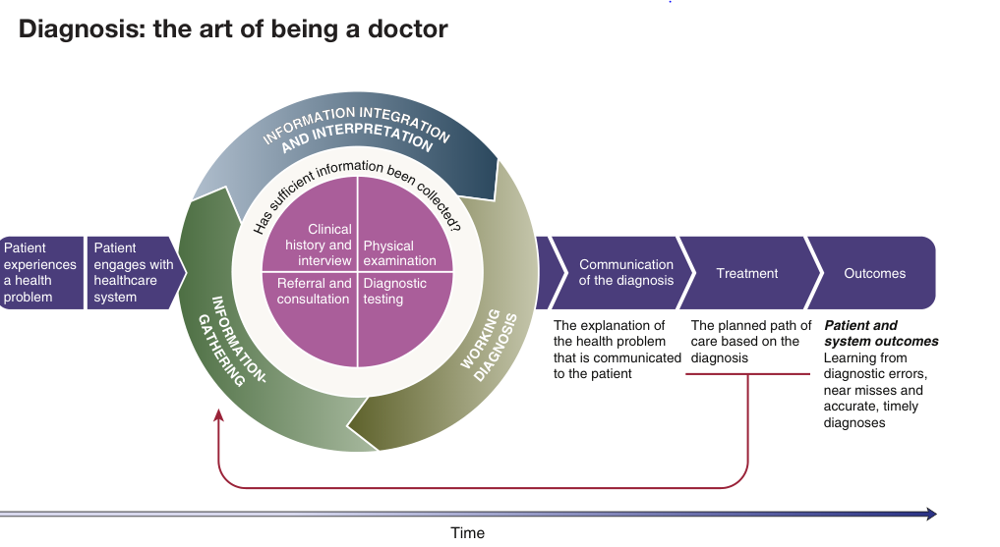 Diagnosis: the art of being a doctor
Patient
experiences
a health
problem
Patient
engages with
healthcare
system
INFORMATION INTEGRATION
AND INTERPRETATION
Has sufficient information been collected?
Clinical
history and
interview
Physical
examination
Referral and
consultation
Diagnostic
testing
INFORMATION-
GATHERING
WORKING
DIAGNOSIS
Communication
of the diagnosis
Treatment
Outcomes
The explanation of
the health problem
that is communicated
to the patient
The planned path of
care based on the
diagnosis
Patient and
system outcomes
Learning from
diagnostic errors,
near misses and
accurate, timely
diagnoses
Time